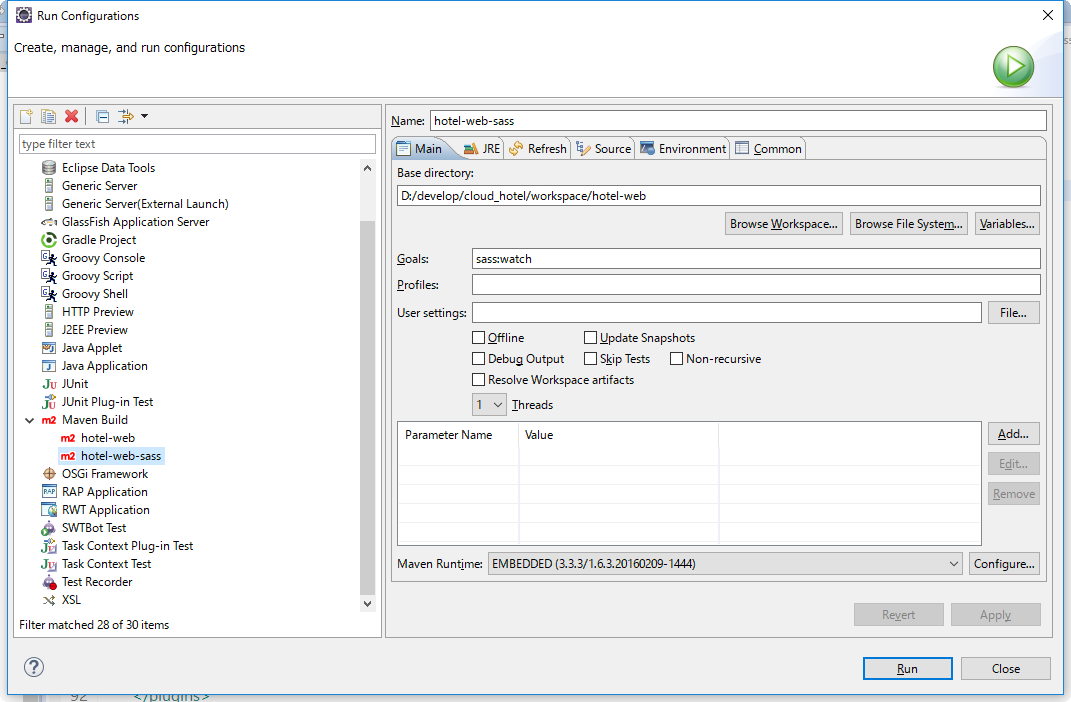 Run Configurations
Create, manage, and run configurations
type filter text
Eclipse Data Tools
Generic Server
Generic Server(External Launch)
GlassFish Application Server
Gradle Project
Groovy Console
Groovy Script
Groovy Shell
HTTP Preview
J2EE Preview
Java Applet
Java Application
JUnit
JUnit Plug-in Test
Maven Build
hotel-web
hotel-web-sass
OSGi Framework
RAP Application
RWT Application
SWTBot Test
Task Context Plug-in Test
Task Context Test
Test Recorder
XSL
Filter matched 28 of 30 items
Name: hotel-web-sass
Main JRE Refresh Source Environment Common
Base directory:
D:/develop/cloud_hotel/workspace/hotel-web
Browse Workspace... Browse File System... Variables...
Goals: sass:watch
Profiles:
User settings: File...
Offline Update Snapshots
Debug Output Skip Tests Non-recursive
Resolve Workspace artifacts
1 Threads
Parameter Name Value Add...
Edit...
Remove
Maven Runtime: EMBEDDED (3.3.3/1.6.3.20160209-1444) Configure...
Revert Apply
Run Close
92 </plugins>